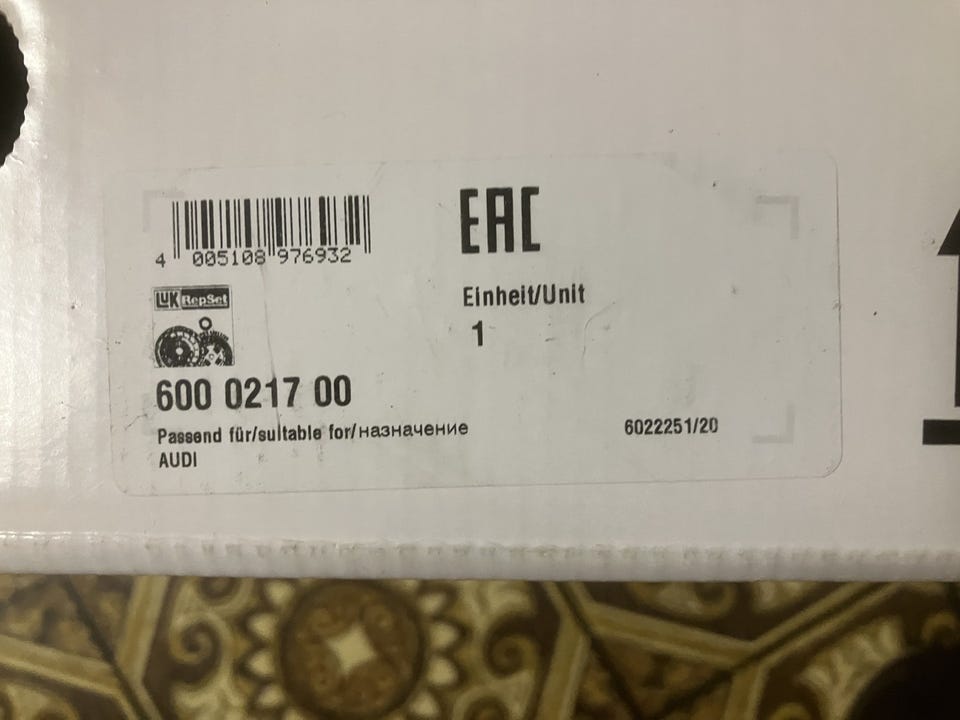 4 005108 976932
EAC
LUK RepSet
Einheit/Unit
1
600 0217 00
Passend für/suitable for/назначение
AUDI
6022251/20